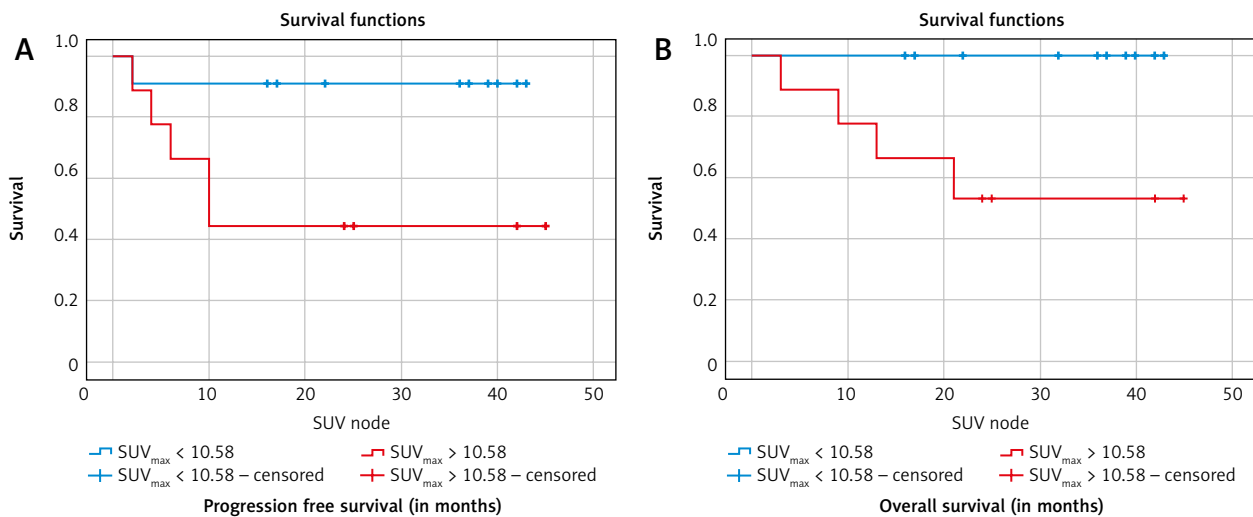 Survival functions
A
Survival
1.0
0.8
0.6
0.4
0.2
0
0 10 20 30 40 50
SUV node
SUVmax < 10.58 SUVmax > 10.58
SUVmax < 10.58 – censored SUVmax > 10.58 – censored
Progression free survival (in months)
Survival functions
B
Survival
1.0
0.8
0.6
0.4
0.2
0
0 10 20 30 40 50
SUV node
SUVmax < 10.58 SUVmax > 10.58
SUVmax < 10.58 – censored SUVmax > 10.58 – censored
Overall survival (in months)